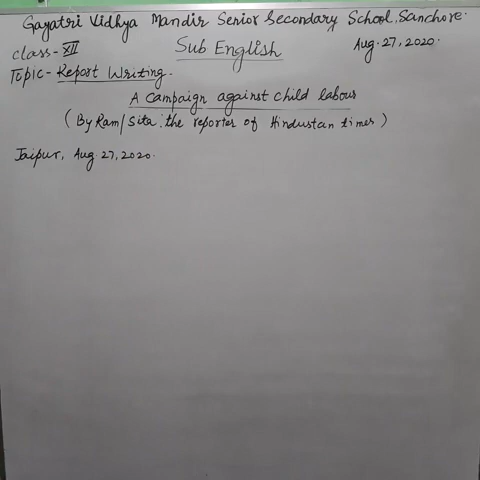 Gayatri Vidhya Mandir Senior Secondary School, Sanchore.
Class-XII Sub English Aug. 27, 2020.
Topic- Report Writing.
A campaign against child labour
(By Ram/Sita: the reporter of Hindustan times)
Jaipur, Aug. 27, 2020.